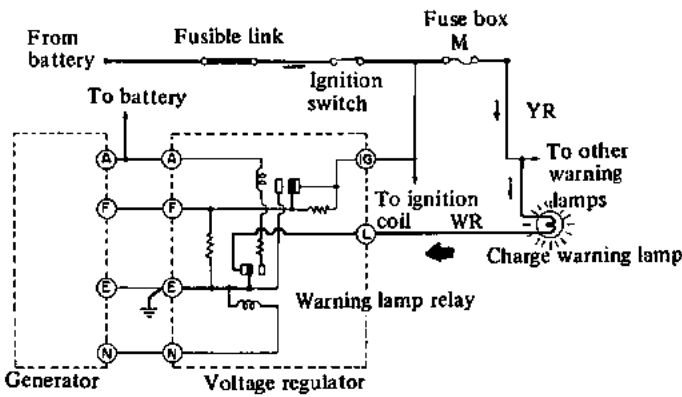 From
battery
Fusible link
Ignition
switch
Fuse box
M
YR
To battery
To other
warning
lamps
To ignition
coil
WR
Charge warning lamp
A
A
IG
F
F
L
E
E
Warning lamp relay
N
N
Generator
Voltage regulator